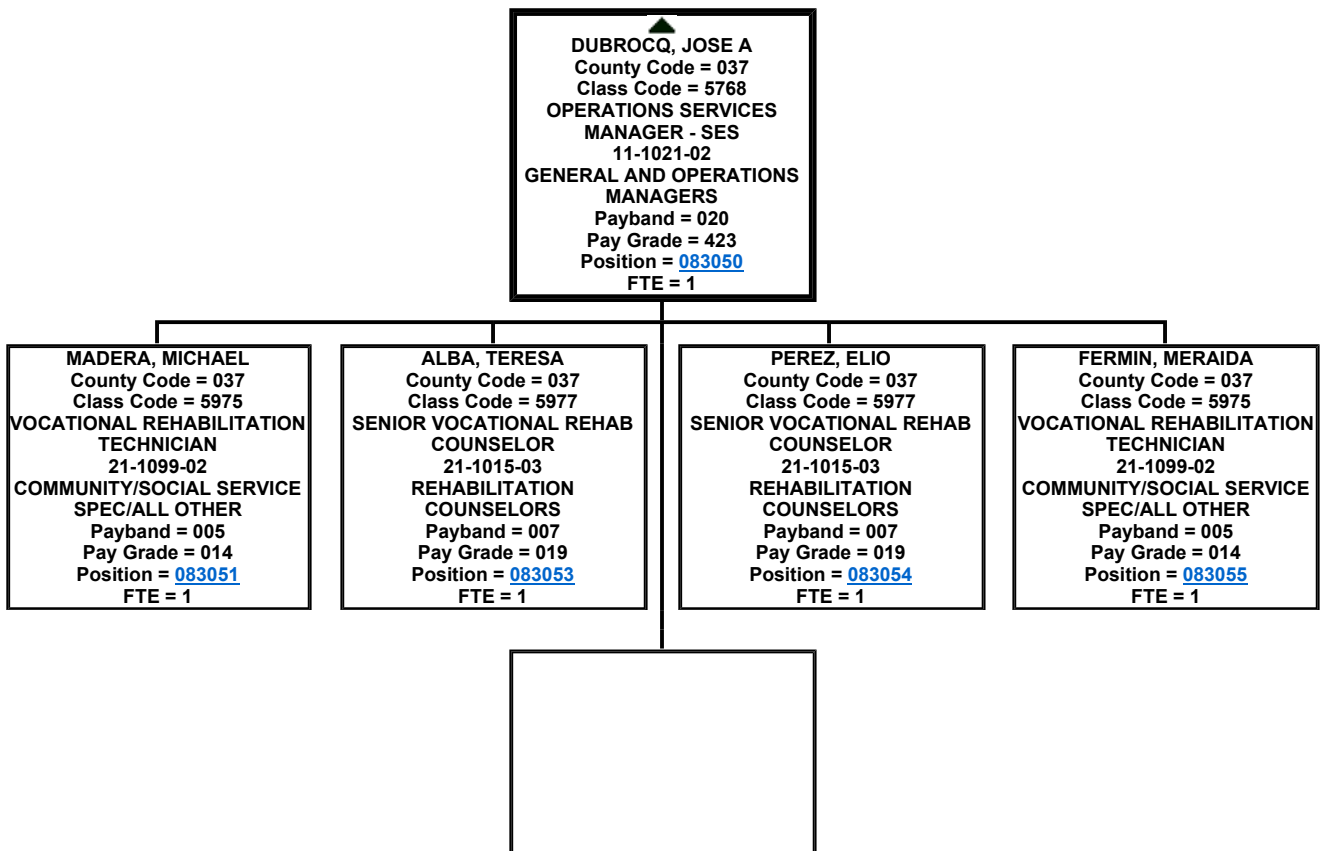 DUBROCQ, JOSE A
County Code = 037
Class Code = 5768
OPERATIONS SERVICES
MANAGER - SES
11-1021-02
GENERAL AND OPERATIONS
MANAGERS
Payband = 020
Pay Grade = 423
Position = 083050
FTE = 1
MADERA, MICHAEL
County Code = 037
Class Code = 5975
VOCATIONAL REHABILITATION
TECHNICIAN
21-1099-02
COMMUNITY/SOCIAL SERVICE
SPEC/ALL OTHER
Payband = 005
Pay Grade = 014
Position = 083051
FTE = 1
ALBA, TERESA
County Code = 037
Class Code = 5977
SENIOR VOCATIONAL REHAB
COUNSELOR
21-1015-03
REHABILITATION
COUNSELORS
Payband = 007
Pay Grade = 019
Position = 083053
FTE = 1
PEREZ, ELIO
County Code = 037
Class Code = 5977
SENIOR VOCATIONAL REHAB
COUNSELOR
21-1015-03
REHABILITATION
COUNSELORS
Payband = 007
Pay Grade = 019
Position = 083054
FTE = 1
FERMIN, MERAIDA
County Code = 037
Class Code = 5975
VOCATIONAL REHABILITATION
TECHNICIAN
21-1099-02
COMMUNITY/SOCIAL SERVICE
SPEC/ALL OTHER
Payband = 005
Pay Grade = 014
Position = 083055
FTE = 1